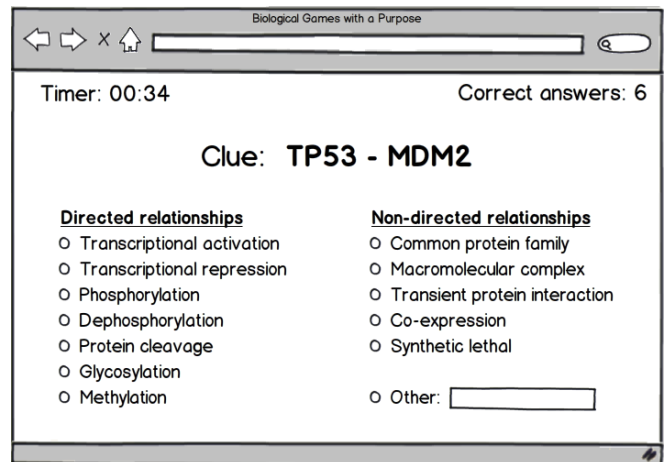 Biological Games with a Purpose
X
Timer: 00:34
Correct answers: 6
Clue: TP53 - MDM2
Directed relationships
Transcriptional activation
Transcriptional repression
Phosphorylation
Dephosphorylation
Protein cleavage
Glycosylation
Methylation
Non-directed relationships
Common protein family
Macromolecular complex
Transient protein interaction
Co-expression
Synthetic lethal
Other: